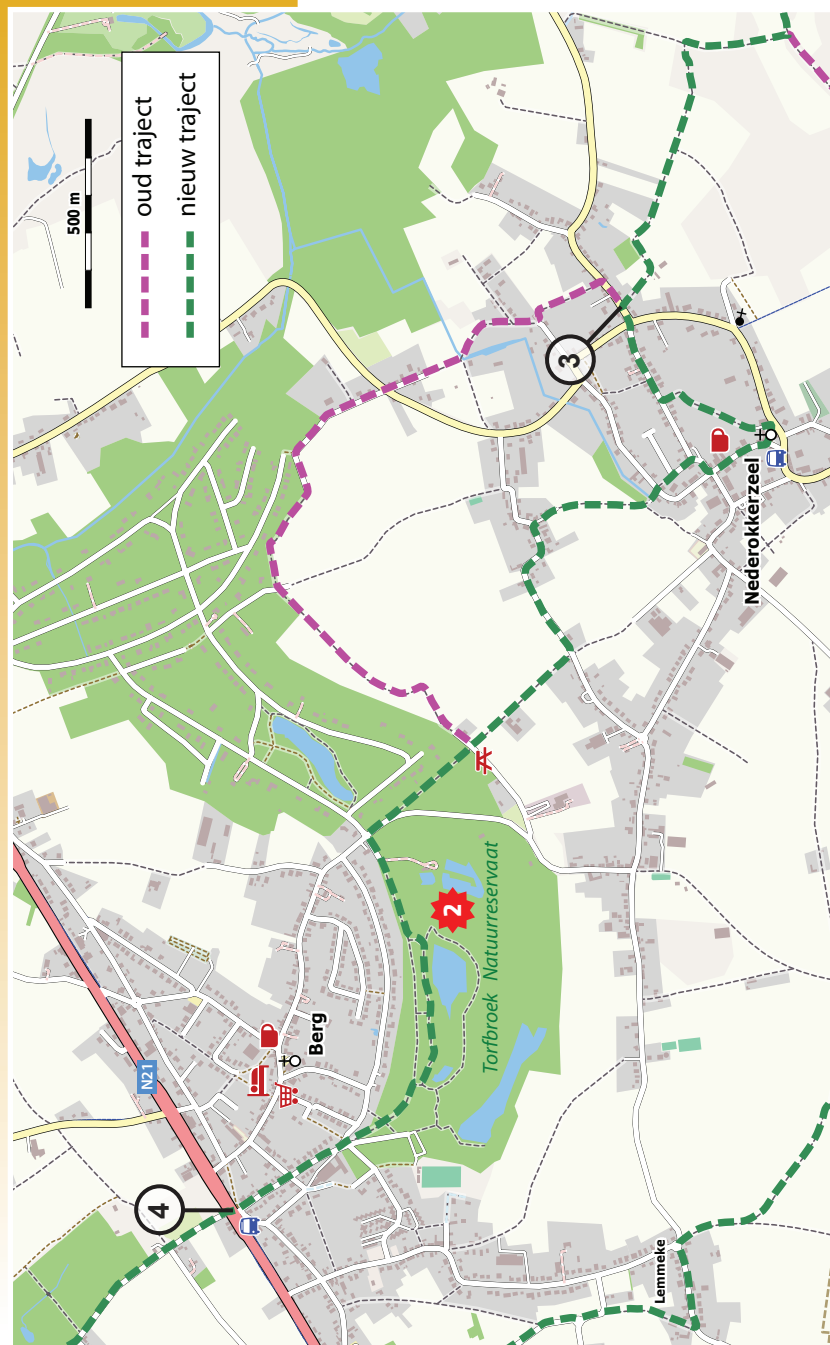 500 m
oud traject
nieuw traject
N21
4
Berg
2
Torfbroek Natuurreservaat
3
Nederokkerzeel
Lemmeke